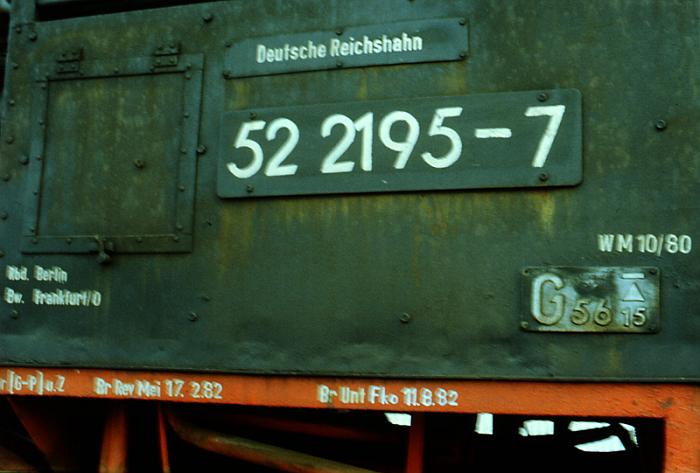 Deutsche Reichsbahn
52 2195-7
WM 10/80
Rbd. Berlin
Bw. Frankfurt/O
G 56 15
r [G-P] u. Z
Br Rev Mei 17. 2.82
Br Unt Fko 11.8.82